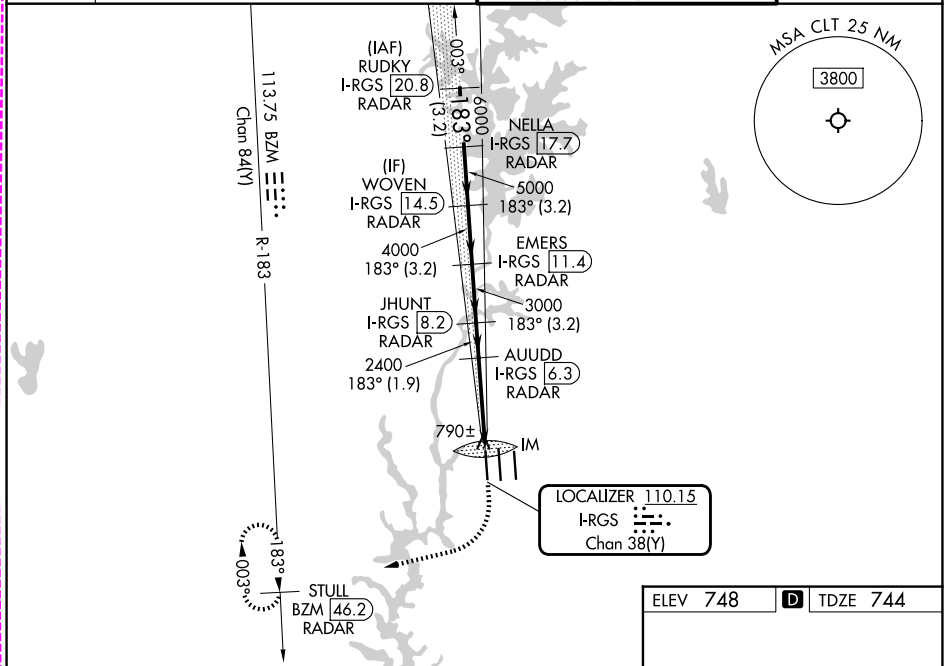 MSA CLT 25 NM
3800
(IAF)
RUDKY
I-RGS 20.8
RADAR
003°
183°
6000
(3.2)
113.75 BZM
Chan 84(Y)
R-183
NELLA
I-RGS 17.7
RADAR
(IF)
WOVEN
I-RGS 14.5
RADAR
5000
183° (3.2)
4000
183° (3.2)
EMERS
I-RGS 11.4
RADAR
3000
183° (3.2)
JHUNT
I-RGS 8.2
RADAR
2400
183° (1.9)
AUUDD
I-RGS 6.3
RADAR
790±
IM
LOCALIZER 110.15
I-RGS
Chan 38(Y)
183°
003°
STULL
BZM 46.2
RADAR
ELEV 748 D TDZE 744